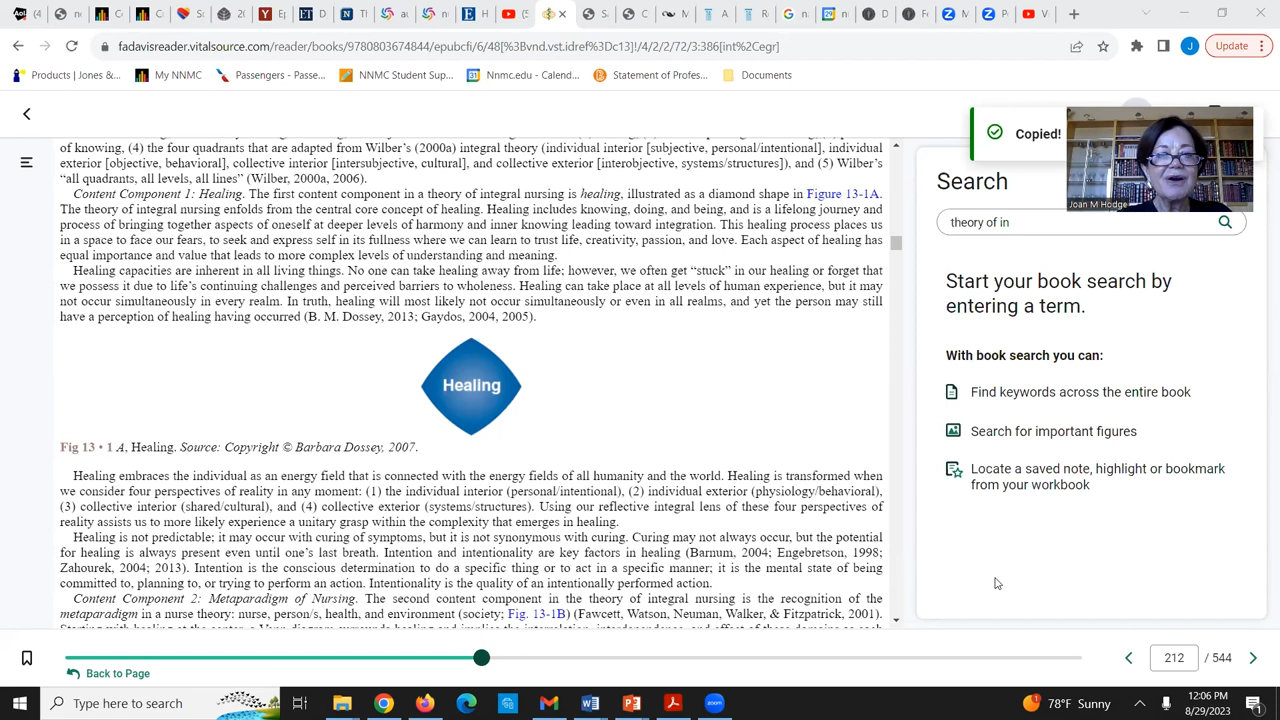 fadavisreader.vitalsource.com/reader/books/9780803674844/epubcfi/6/48[%3Bvnd.vst.idref%3Dc13]!/4/2/2/72/3:386[int%2Cegr]
Update
Products | Jones &...
My NNMC
Passengers - Passe...
NNMC Student Sup...
Nnmc.edu - Calend...
Statement of Profes...
Documents
of knowing, (4) the four quadrants that are adapted from Wilber's (2000a) integral theory (individual interior [subjective, personal/intentional], individual
exterior [objective, behavioral], collective interior [intersubjective, cultural], and collective exterior [interobjective, systems/structures]), and (5) Wilber's
“all quadrants, all levels, all lines” (Wilber, 2000a, 2006).
Content Component 1: Healing. The first content component in a theory of integral nursing is healing, illustrated as a diamond shape in Figure 13-1A.
The theory of integral nursing enfolds from the central core concept of healing. Healing includes knowing, doing, and being, and is a lifelong journey and
process of bringing together aspects of oneself at deeper levels of harmony and inner knowing leading toward integration. This healing process places us
in a space to face our fears, to seek and express self in its fullness where we can learn to trust life, creativity, passion, and love. Each aspect of healing has
equal importance and value that leads to more complex levels of understanding and meaning.
Healing capacities are inherent in all living things. No one can take healing away from life; however, we often get “stuck” in our healing or forget that
we possess it due to life's continuing challenges and perceived barriers to wholeness. Healing can take place at all levels of human experience, but it may
not occur simultaneously in every realm. In truth, healing will most likely not occur simultaneously or even in all realms, and yet the person may still
have a perception of healing having occurred (B. M. Dossey, 2013; Gaydos, 2004, 2005).
Healing
Fig 13 • 1 A, Healing. Source: Copyright © Barbara Dossey, 2007.
Healing embraces the individual as an energy field that is connected with the energy fields of all humanity and the world. Healing is transformed when
we consider four perspectives of reality in any moment: (1) the individual interior (personal/intentional), (2) individual exterior (physiology/behavioral),
(3) collective interior (shared/cultural), and (4) collective exterior (systems/structures). Using our reflective integral lens of these four perspectives of
reality assists us to more likely experience a unitary grasp within the complexity that emerges in healing.
Healing is not predictable; it may occur with curing of symptoms, but it is not synonymous with curing. Curing may not always occur, but the potential
for healing is always present even until one's last breath. Intention and intentionality are key factors in healing (Barnum, 2004; Engebretson, 1998;
Zahourek, 2004; 2013). Intention is the conscious determination to do a specific thing or to act in a specific manner; it is the mental state of being
committed to, planning to, or trying to perform an action. Intentionality is the quality of an intentionally performed action.
Content Component 2: Metaparadigm of Nursing. The second content component in the theory of integral nursing is the recognition of the
metaparadigm in a nurse theory: nurse, person/s, health, and environment (society; Fig. 13-1B) (Fawcett, Watson, Neuman, Walker, & Fitzpatrick, 2001).
Starting with healing at the center, a Venn diagram surrounds healing and implies the interrelation, interdependence, and effect of these domains as each
Copied!
Joan M Hodge
Search
theory of in
Start your book search by
entering a term.
With book search you can:
Find keywords across the entire book
Search for important figures
Locate a saved note, highlight or bookmark
from your workbook
Back to Page
212 / 544
Type here to search
78°F Sunny
12:06 PM
8/29/2023